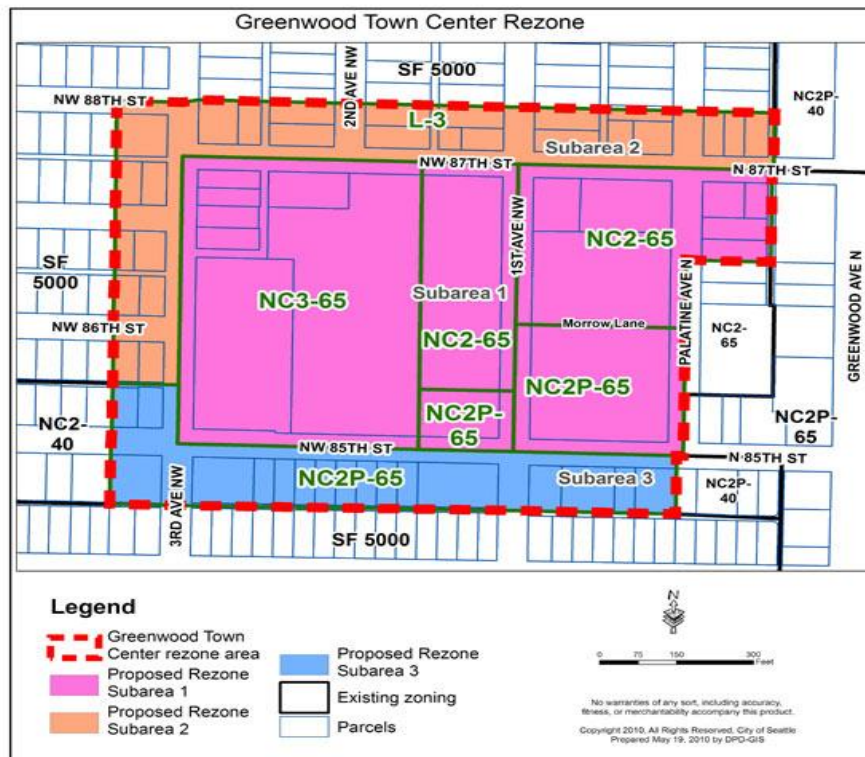 Greenwood Town Center Rezone
2ND AVE NW
SF 5000
NW 88TH ST
NC2P-
40
L-3
Subarea 2
NW 87TH ST
N 87TH ST
1ST AVE NW
NC2-65
GREENWOOD AVE N
SF
5000
NC3-65
Subarea 1
NC2-65
Morrow Lane
PALATINE AVE N
NC2-
65
NW 86TH ST
NC2P-65
NC2P-
65
NC2P-
65
NC2-
40
NW 85TH ST
N 85TH ST
3RD AVE NW
NC2P-65
Subarea 3
NC2P-
40
SF 5000
Legend
Greenwood Town
Center rezone area
Proposed Rezone
Subarea 1
Proposed Rezone
Subarea 2
Proposed Rezone
Subarea 3
Existing zoning
Parcels
N
0 75 150 300
Feet
No warranties of any sort, including accuracy,
fitness, or merchantability accompany this product.
Copyright 2010, All Rights Reserved, City of Seattle
Prepared May 19, 2010 by DPD-GIS